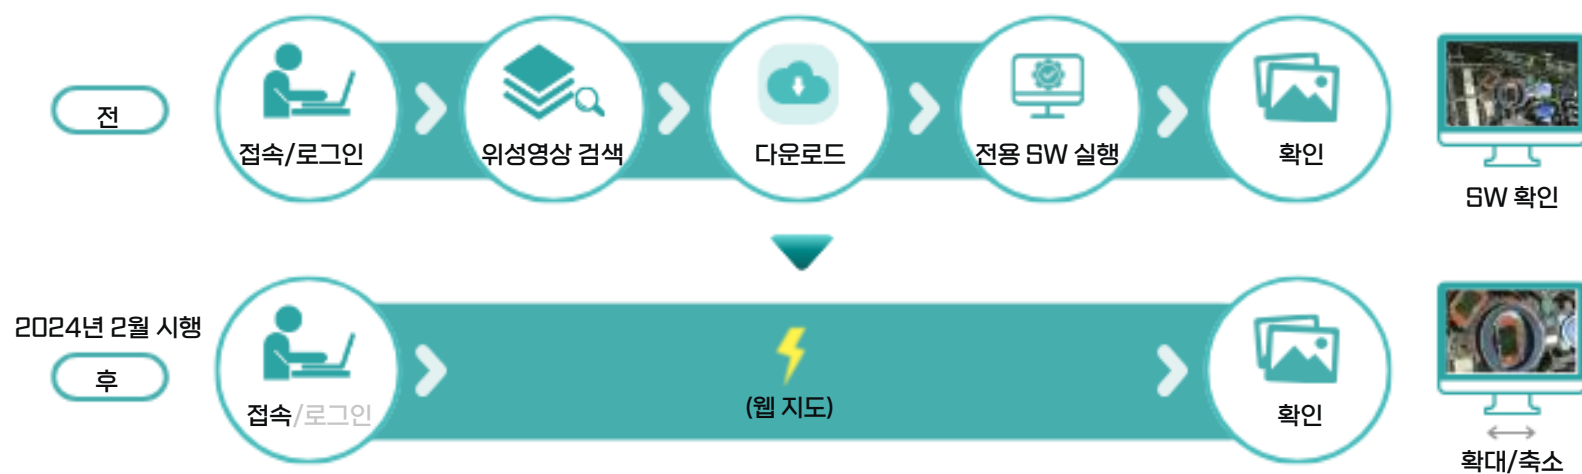 전
접속/로그인
위성영상 검색
다운로드
전용 SW 실행
확인
SW 확인
2024년 2월 시행
후
접속/로그인
(웹 지도)
확인
확대/축소